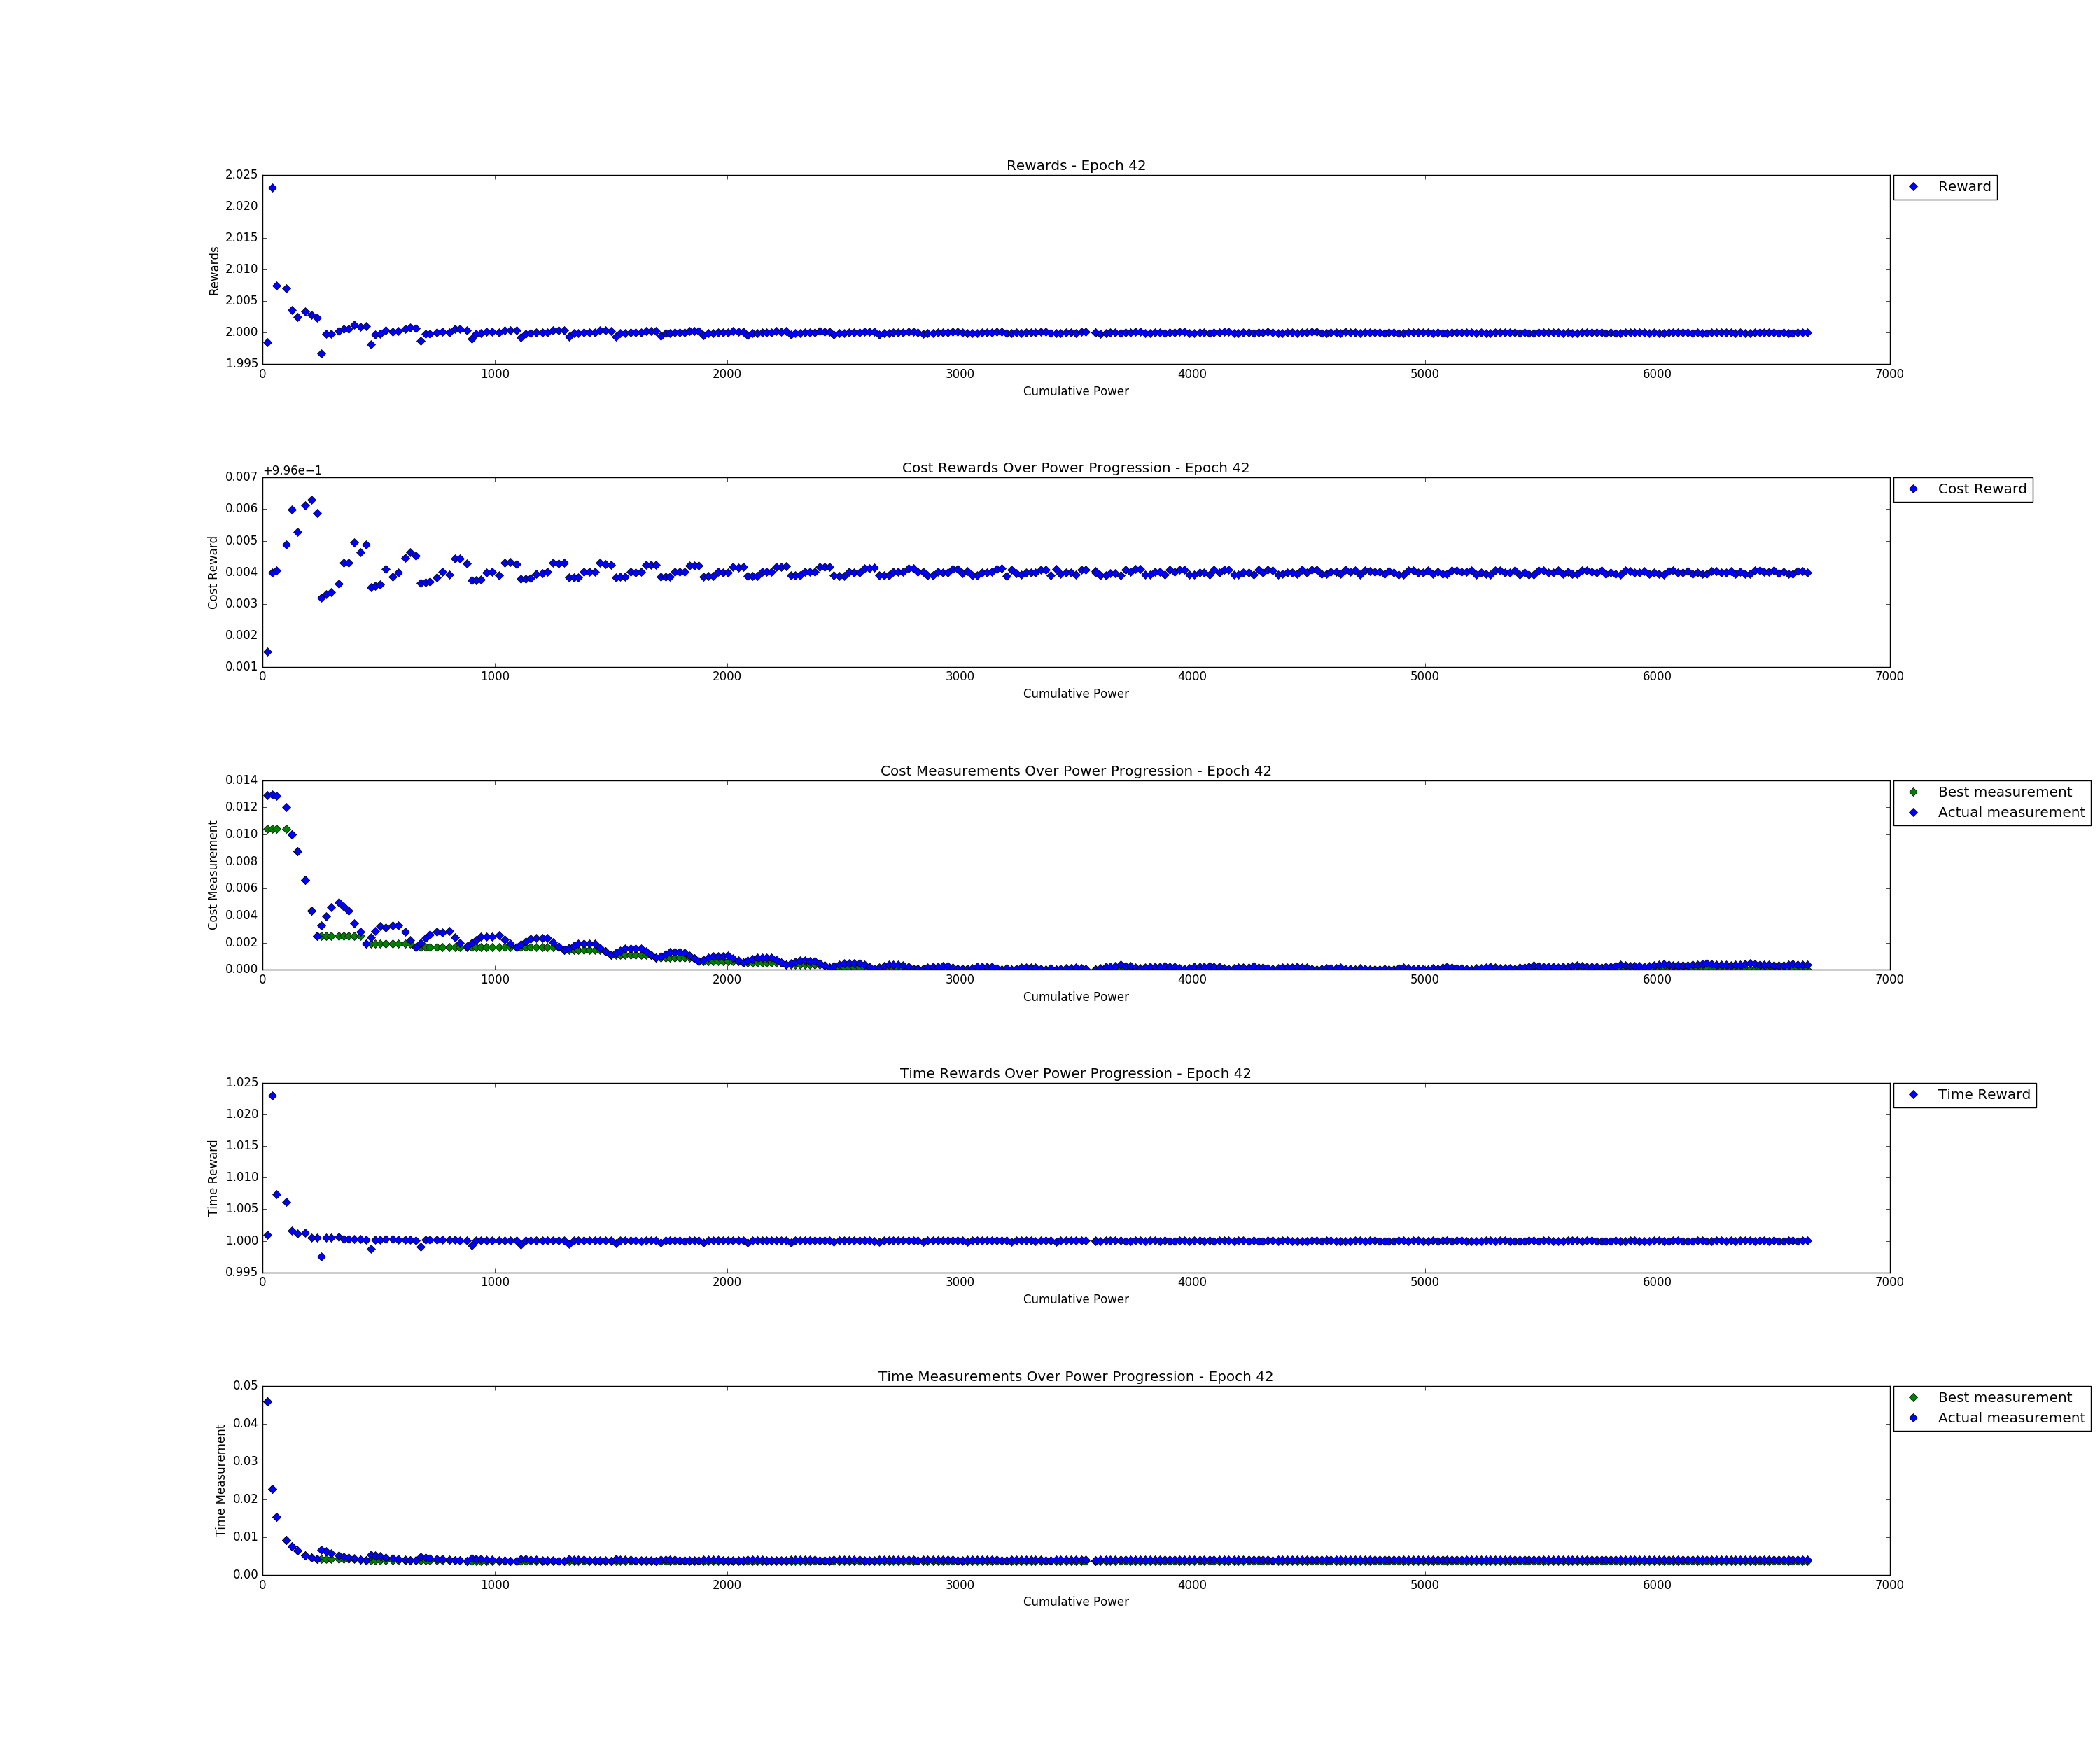 Rewards - Epoch 42
2.025
2.020
2.015
2.010
2.005
2.000
1.995
Rewards
0 1000 2000 3000 4000 5000 6000 7000
Cumulative Power
Reward
Cost Rewards Over Power Progression - Epoch 42
+9.96e−1
0.007
0.006
0.005
0.004
0.003
0.002
0.001
Cost Reward
0 1000 2000 3000 4000 5000 6000 7000
Cumulative Power
Cost Reward
Cost Measurements Over Power Progression - Epoch 42
0.014
0.012
0.010
0.008
0.006
0.004
0.002
0.000
Cost Measurement
0 1000 2000 3000 4000 5000 6000 7000
Cumulative Power
Best measurement
Actual measurement
Time Rewards Over Power Progression - Epoch 42
1.025
1.020
1.015
1.010
1.005
1.000
0.995
Time Reward
0 1000 2000 3000 4000 5000 6000 7000
Cumulative Power
Time Reward
Time Measurements Over Power Progression - Epoch 42
0.05
0.04
0.03
0.02
0.01
0.00
Time Measurement
0 1000 2000 3000 4000 5000 6000 7000
Cumulative Power
Best measurement
Actual measurement